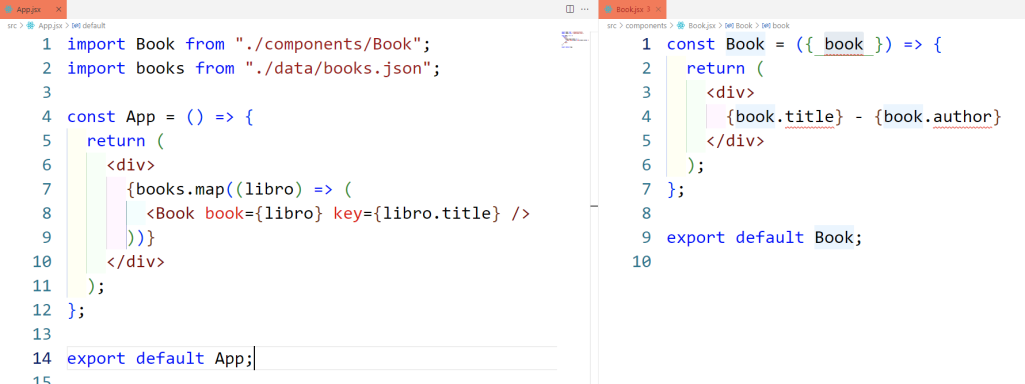 App.jsx ×
src > App.jsx > default
1 import Book from "./components/Book";
2 import books from "./data/books.json";
3
4 const App = () => {
5 return (
6 <div>
7 {books.map((libro) => (
8 <Book book={libro} key={libro.title} />
9 ))}
10 </div>
11 );
12 };
13
14 export default App;
15
Book.jsx 3 ×
src > components > Book.jsx > Book > book
1 const Book = ({ book }) => {
2 return (
3 <div>
4 {book.title} - {book.author}
5 </div>
6 );
7 };
8
9 export default Book;
10